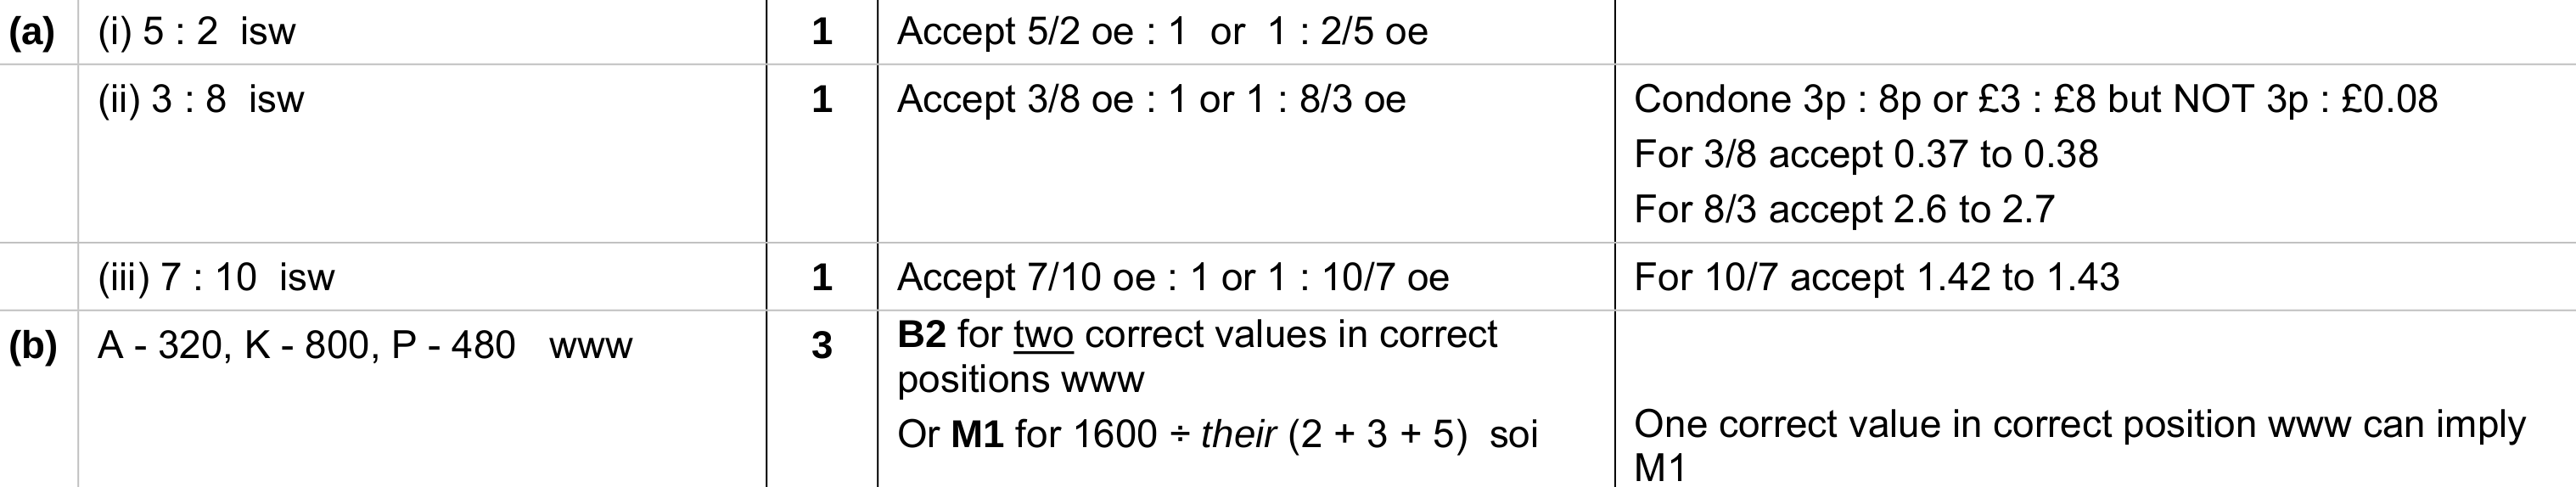 (a) (i) 5 : 2 isw 1 Accept 5/2 oe : 1 or 1 : 2/5 oe
(ii) 3 : 8 isw 1 Accept 3/8 oe : 1 or 1 : 8/3 oe Condone 3p : 8p or £3 : £8 but NOT 3p : £0.08
For 3/8 accept 0.37 to 0.38
For 8/3 accept 2.6 to 2.7
(iii) 7 : 10 isw 1 Accept 7/10 oe : 1 or 1 : 10/7 oe For 10/7 accept 1.42 to 1.43
(b) A - 320, K - 800, P - 480 www 3 B2 for two correct values in correct
positions www
Or M1 for 1600 ÷ their (2 + 3 + 5) soi One correct value in correct position www can imply
M1